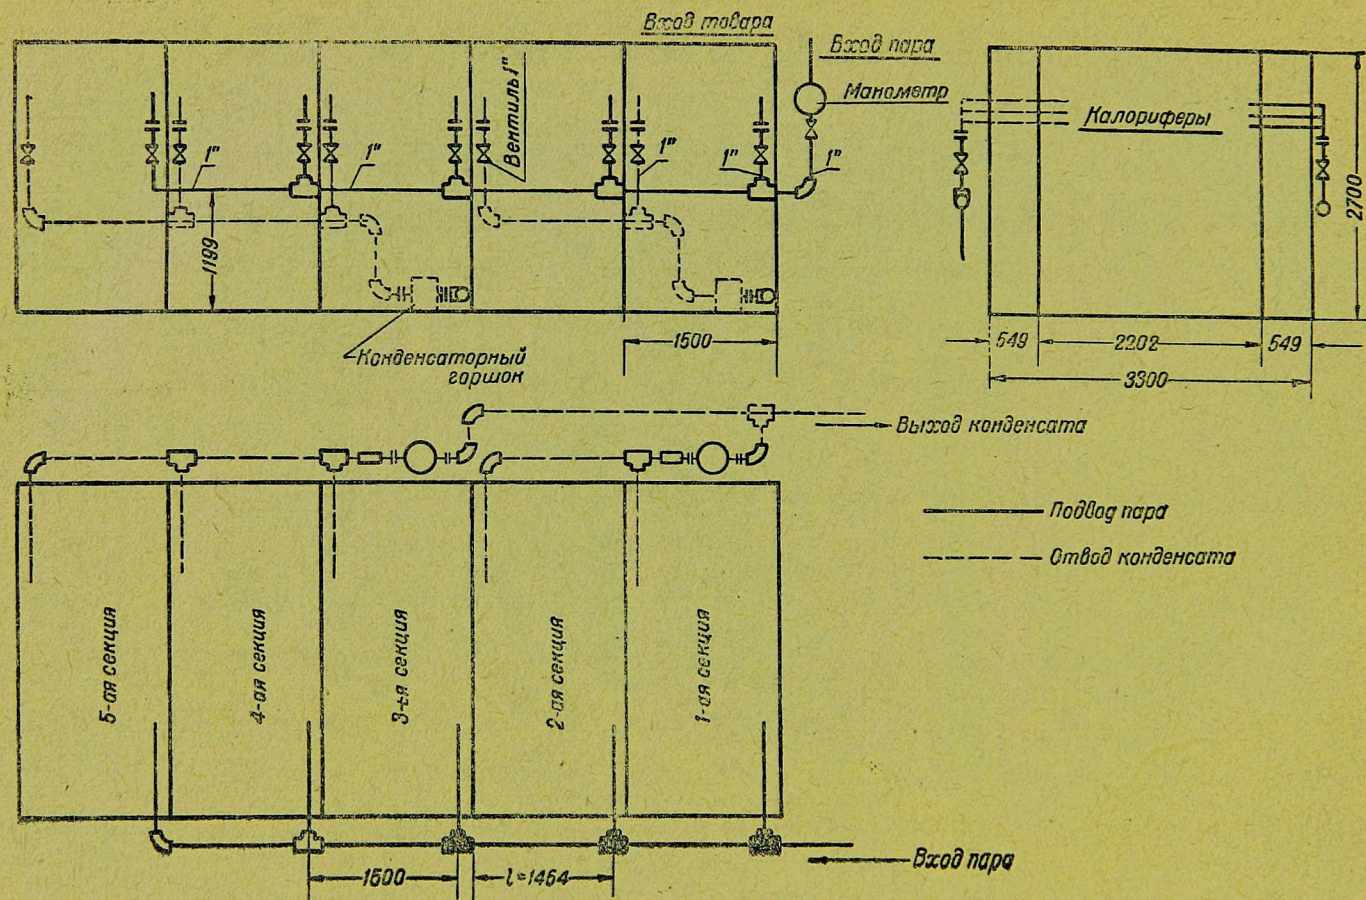 Вход товара
Вход пара
Манометр
Вентиль 1"
1"
1"
1"
1"
1"
1199
Конденсаторный
горшок
1500
Калориферы
2700
549
2202
549
3300
Выход конденсата
Подвод пара
Отвод конденсата
5-ая секция
4-ая секция
3-ья секция
2-ая секция
1-ая секция
Вход пара
1500
l=1464